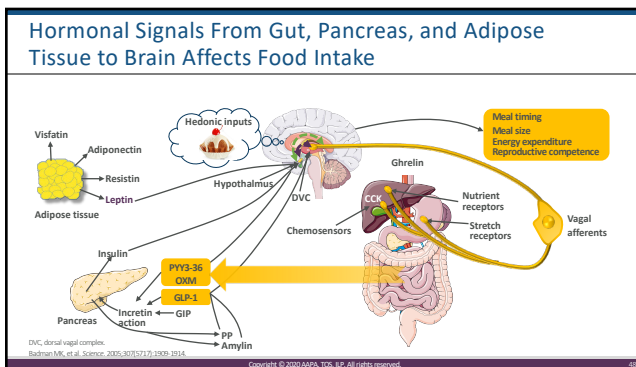 Hormonal Signals From Gut, Pancreas, and Adipose
Tissue to Brain Affects Food Intake
Hedonic inputs
Meal timing
Meal size
Energy expenditure
Reproductive competence
Visfatin
Adiponectin
Resistin
Leptin
Adipose tissue
Hypothalmus
DVC
Ghrelin
CCK
Nutrient
receptors
Chemosensors
Stretch
receptors
Vagal
afferents
Insulin
PYY3-36
OXM
GLP-1
Pancreas
Incretin
action
GIP
PP
Amylin
DVC, dorsal vagal complex.
Badman MK, et al. Science. 2005;307(5717):1909-1914.
Copyright © 2020 AAPA, TOS, ILP. All rights reserved.
48